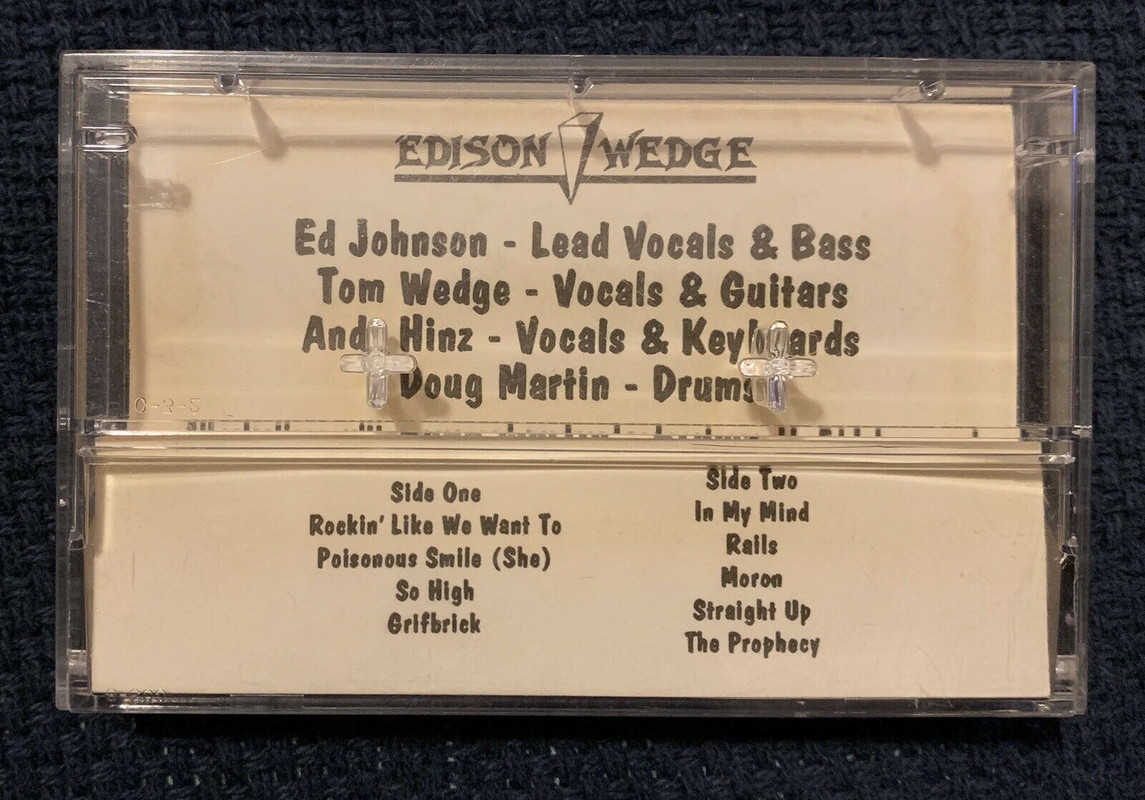 EDISON WEDGE
Ed Johnson - Lead Vocals & Bass
Tom Wedge - Vocals & Guitars
Hinz - Vocals &
Doug Martin - Drums
Side One
Rockin' Like We Want To
Poisonous Smile (She)
So High
Grifbrick
Side Two
In My Mind
Rails
Moron
Straight Up
The Prophecy